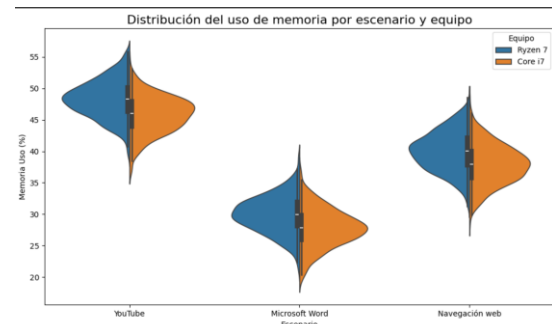 Distribución del uso de memoria por escenario y equipo
Equipo
Ryzen 7
Core i7
Memoria Uso (%)
55
50
45
40
35
30
25
20
YouTube
Microsoft Word
Navegación web
Escenario